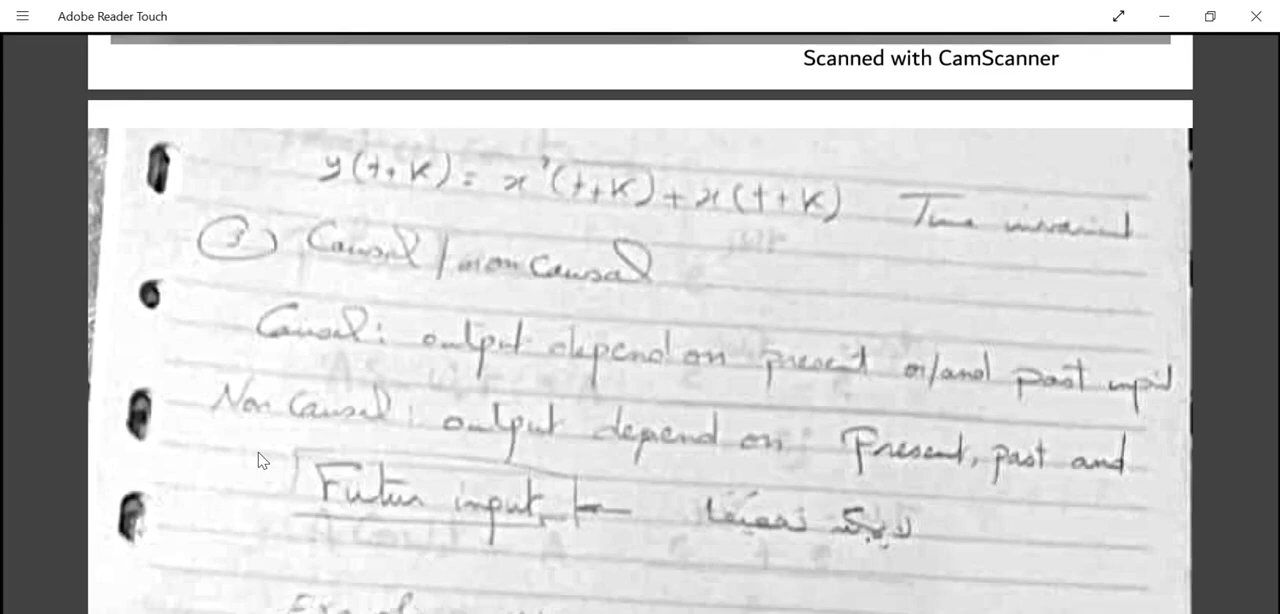 Adobe Reader Touch
Scanned with CamScanner
y(t+K) = x²(t+K) + x(t+K) Time invariant
③ Causal / non causal
Causal: output depend on present or/and past input
Non Causal: output depend on: Present, past and
Future input